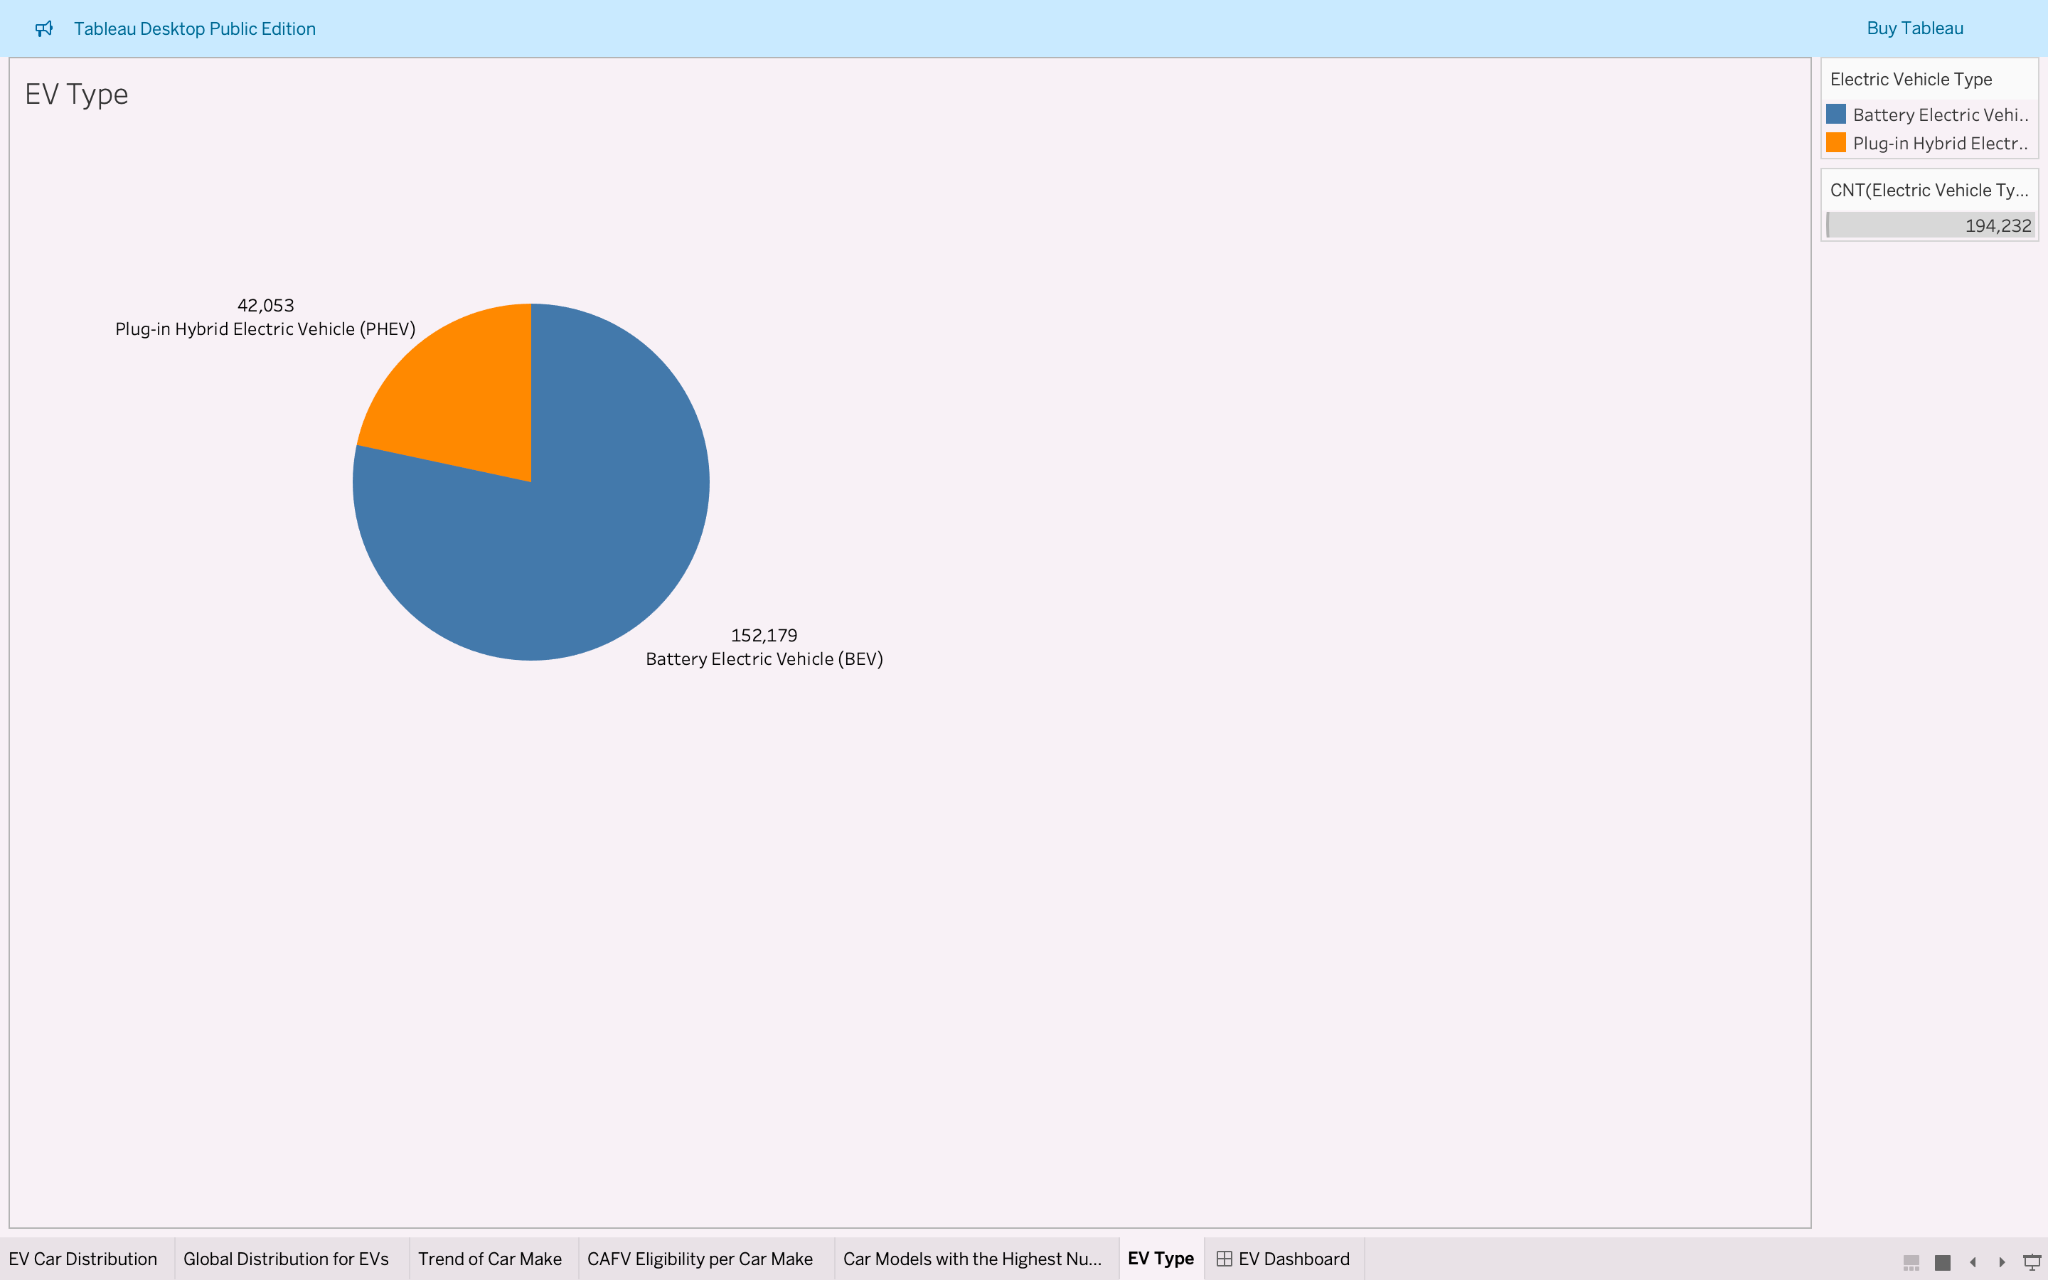 Tableau Desktop Public Edition
Buy Tableau
EV Type
Electric Vehicle Type
Battery Electric Vehi..
Plug-in Hybrid Electr..
CNT(Electric Vehicle Ty...
194,232
42,053
Plug-in Hybrid Electric Vehicle (PHEV)
152,179
Battery Electric Vehicle (BEV)
EV Car Distribution
Global Distribution for EVs
Trend of Car Make
CAFV Eligibility per Car Make
Car Models with the Highest Nu...
EV Type
EV Dashboard